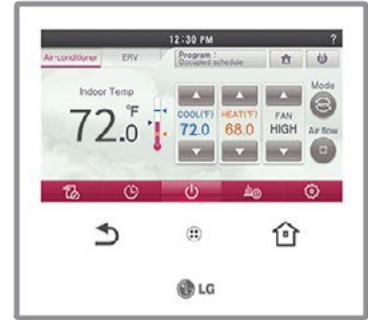 12:30 PM ?
Air-conditioner ERV Program :
Occupied schedule
Indoor Temp Mode
72.0 °F
COOL(°F) HEAT(°F) FAN
72.0 68.0 HIGH Air flow
LG